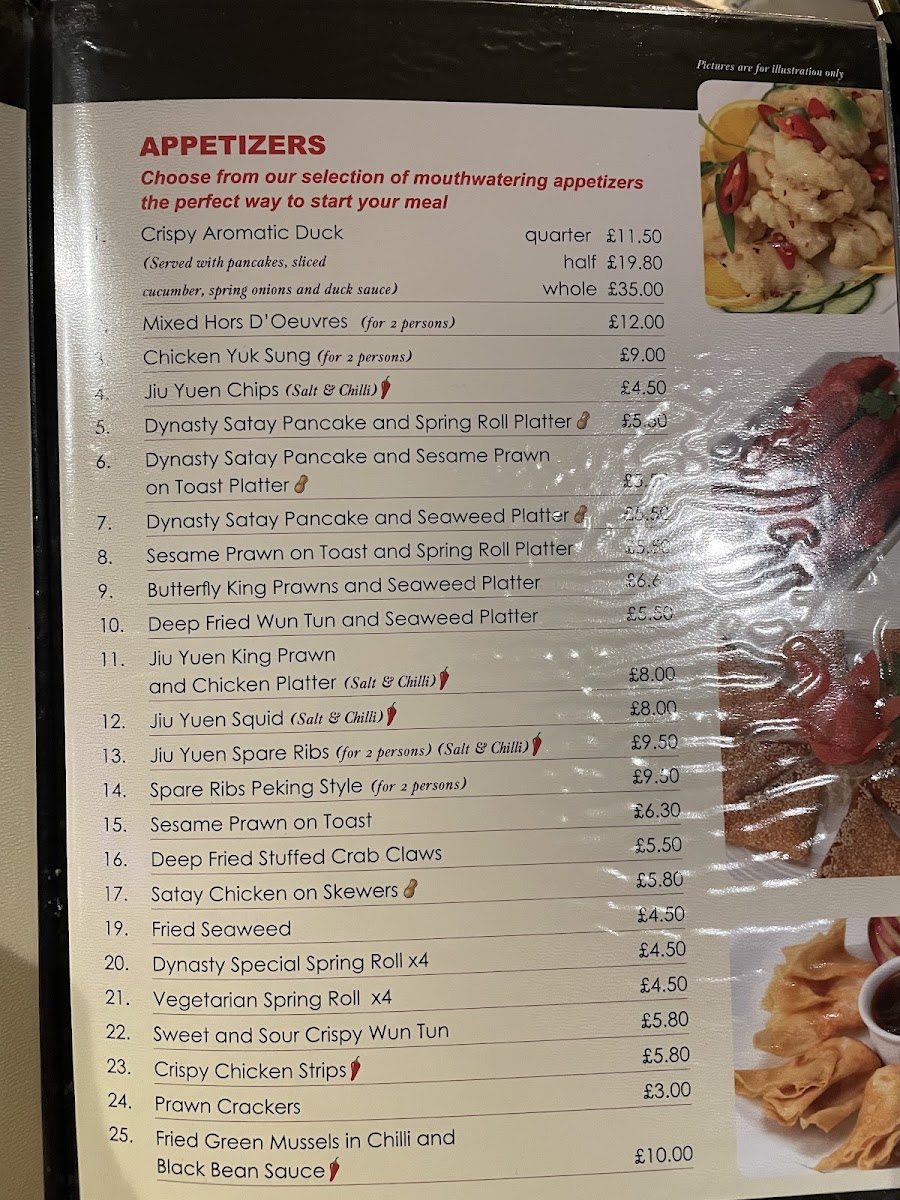 Pictures are for illustration only
APPETIZERS
Choose from our selection of mouthwatering appetizers
the perfect way to start your meal
1. Crispy Aromatic Duck quarter £11.50
(Served with pancakes, sliced half £19.80
cucumber, spring onions and duck sauce) whole £35.00
Mixed Hors D'Oeuvres (for 2 persons) £12.00
3. Chicken Yuk Sung (for 2 persons) £9.00
4. Jiu Yuen Chips (Salt & Chilli) £4.50
5. Dynasty Satay Pancake and Spring Roll Platter
6. Dynasty Satay Pancake and Sesame Prawn
on Toast Platter
7. Dynasty Satay Pancake and Seaweed Platter
8. Sesame Prawn on Toast and Spring Roll Platter £5.50
9. Butterfly King Prawns and Seaweed Platter
10. Deep Fried Wun Tun and Seaweed Platter £5.50
11. Jiu Yuen King Prawn
and Chicken Platter (Salt & Chilli) £8.00
12. Jiu Yuen Squid (Salt & Chilli) £8.00
13. Jiu Yuen Spare Ribs (for 2 persons) (Salt & Chilli) £9.50
14. Spare Ribs Peking Style (for 2 persons) £9.50
15. Sesame Prawn on Toast £6.30
16. Deep Fried Stuffed Crab Claws £5.50
17. Satay Chicken on Skewers £5.80
19. Fried Seaweed £4.50
20. Dynasty Special Spring Roll x4 £4.50
21. Vegetarian Spring Roll x4 £4.50
22. Sweet and Sour Crispy Wun Tun £5.80
23. Crispy Chicken Strips £5.80
24. Prawn Crackers £3.00
25. Fried Green Mussels in Chilli and
Black Bean Sauce £10.00